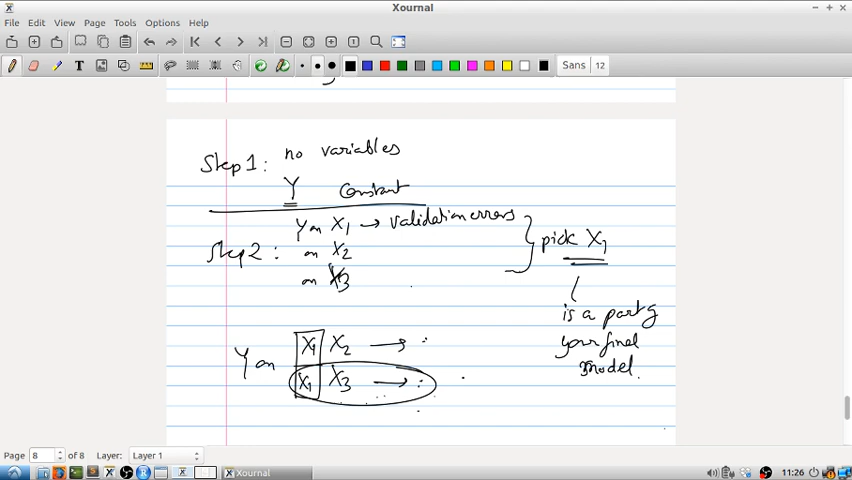 Xournal
File Edit View Page Tools Options Help
Sans 12
Step 1: no variables
Y Constant
Y on X1 → validation errors
Step 2: on X2
on X3
pick X1
is a part of
your final
model.
Y on X1 X2 →
X1 X3 →
Page 8 of 8 Layer: Layer 1
Xournal 11:26